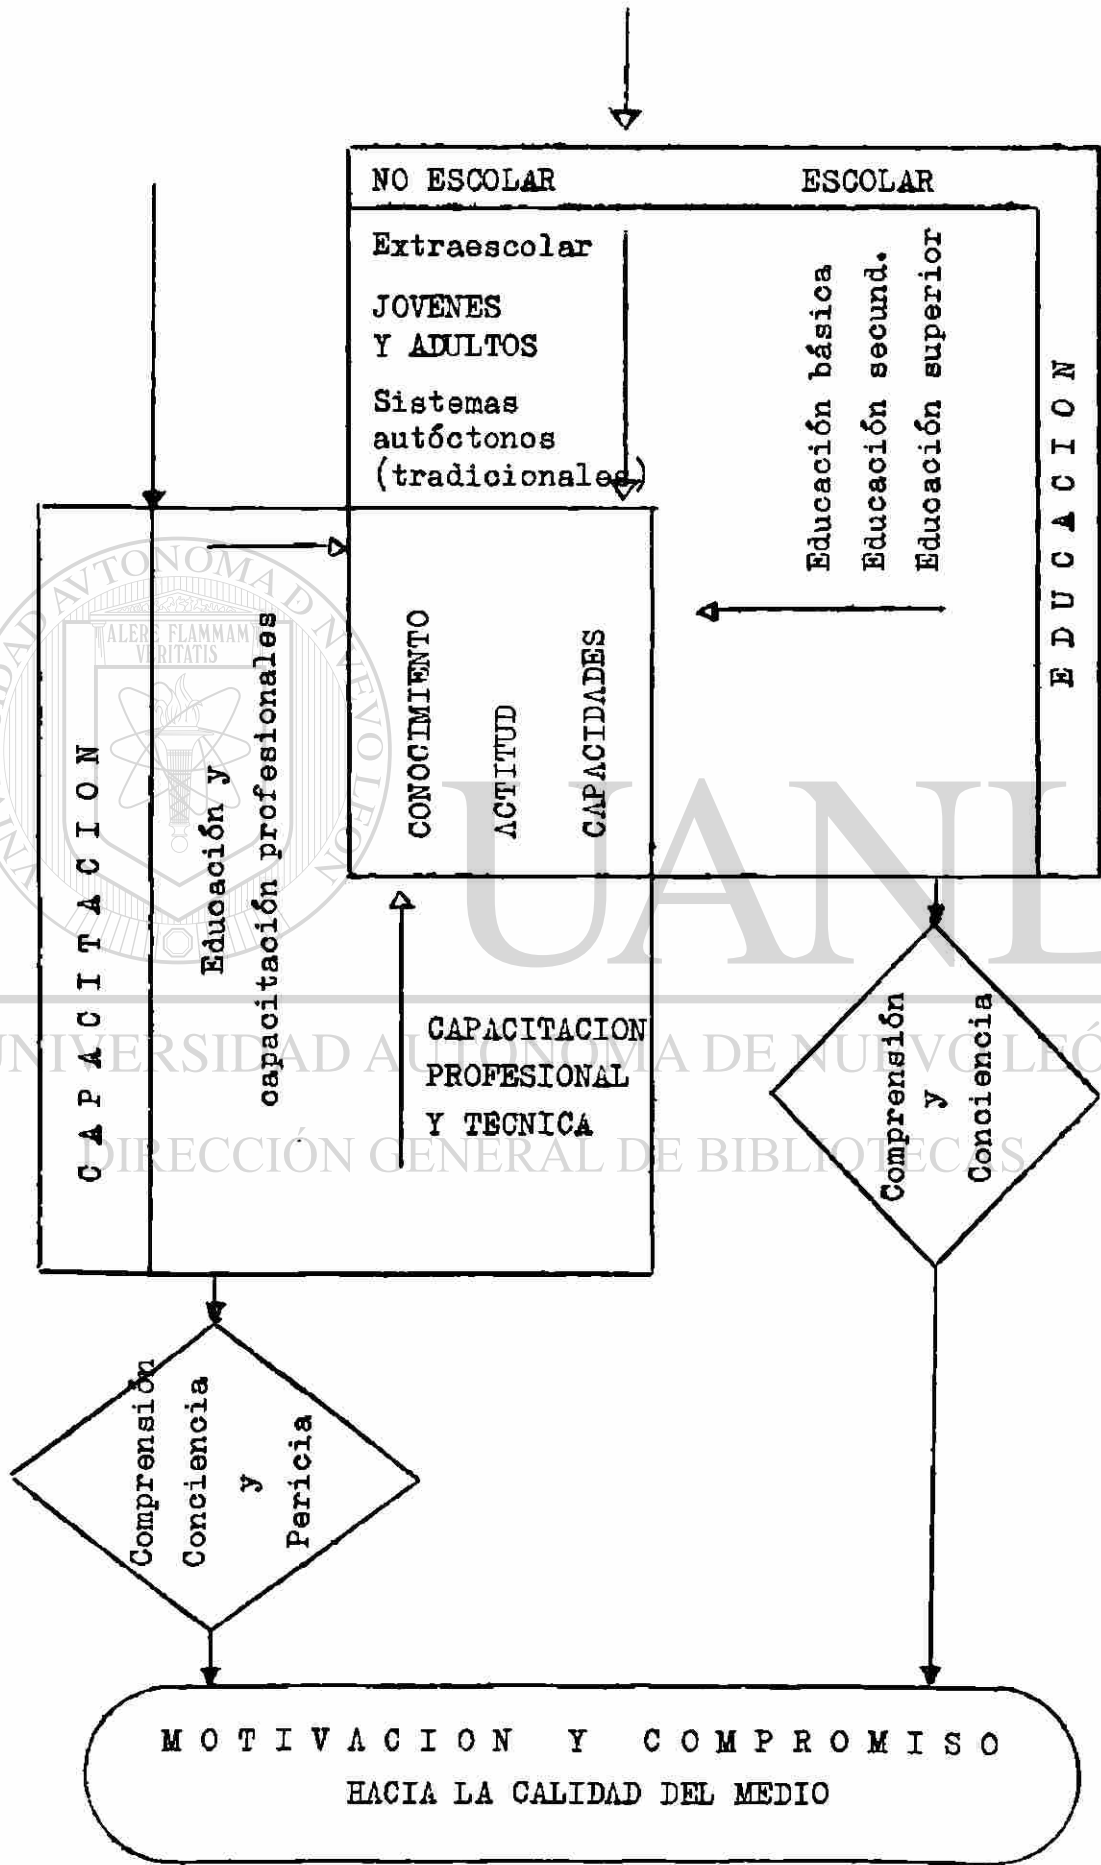 NO ESCOLAR
ESCOLAR
Extraescolar
JOVENES
Y ADULTOS
Sistemas
autóctonos
(tradicionales)
Educación básica
Educación secund.
Educación superior
EDUCACION
CAPACITACION
Educación y
capacitación profesionales
CONOCIMIENTO
ACTITUD
CAPACIDADES
CAPACITACION
PROFESIONAL
Y TECNICA
Comprensión
y
Conciencia
Comprensión
Conciencia
y
Pericia
MOTIVACION Y COMPROMISO
HACIA LA CALIDAD DEL MEDIO
ALERE FLAMMAM
VERITATIS
UANL
UNIVERSIDAD AUTÓNOMA DE NUEVO LEÓ
DIRECCIÓN GENERAL DE BIBLIOTECAS